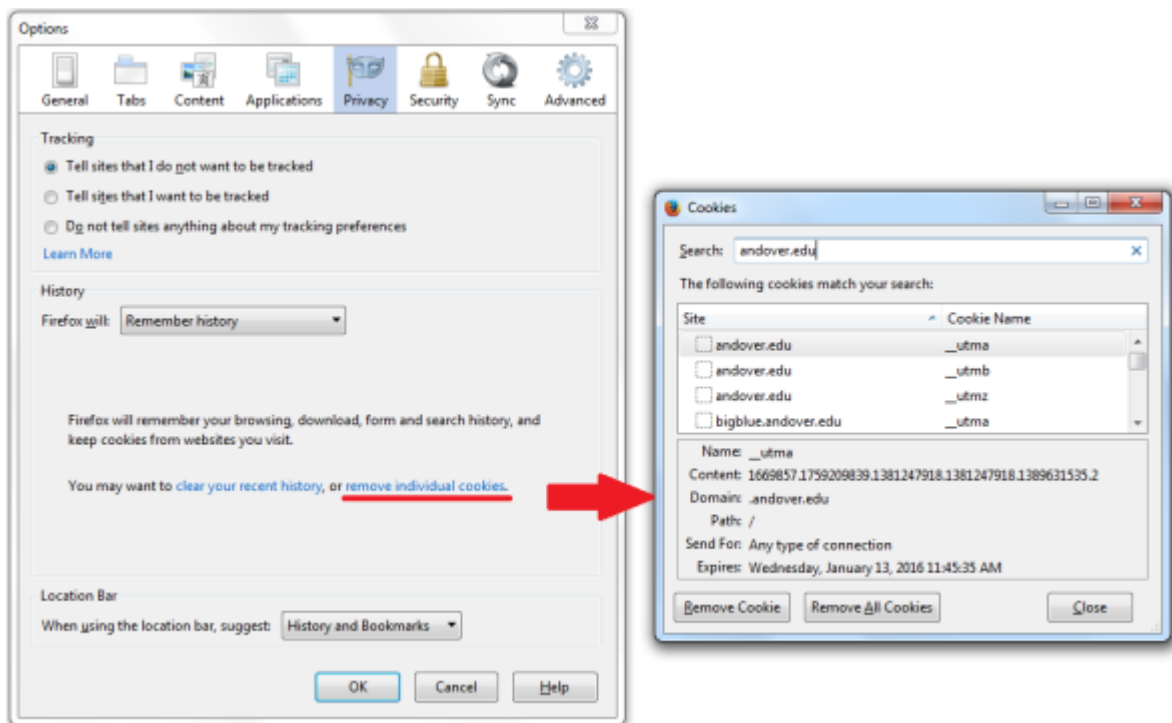 Options
General Tabs Content Applications Privacy Security Sync Advanced
Tracking
Tell sites that I do not want to be tracked
Tell sites that I want to be tracked
Do not tell sites anything about my tracking preferences
Learn More
History
Firefox will: Remember history
Firefox will remember your browsing, download, form and search history, and
keep cookies from websites you visit.
You may want to clear your recent history, or remove individual cookies.
Location Bar
When using the location bar, suggest: History and Bookmarks
OK Cancel Help
Cookies
Search: andover.edu
The following cookies match your search:
Site Cookie Name
andover.edu __utma
andover.edu __utmb
andover.edu __utmz
bigblue.andover.edu __utma
Name: __utma
Content: 1669857.1759209839.1381247918.1381247918.1389631535.2
Domain: .andover.edu
Path: /
Send For: Any type of connection
Expires: Wednesday, January 13, 2016 11:45:35 AM
Remove Cookie Remove All Cookies Close